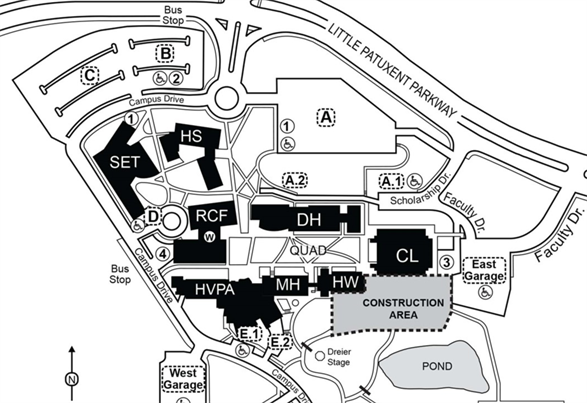 Bus
Stop
LITTLE PATUXENT PARKWAY
B
C
2
Campus Drive
1
HS
SET
A
1
A.2
A.1
Scholarship Dr.
Faculty Dr.
Faculty Dr.
D
RCF
W
DH
QUAD
CL
3
4
East
Garage
Bus
Stop
Campus Drive
HVPA
MH
HW
CONSTRUCTION
AREA
E.1
E.2
Dreier
Stage
POND
N
West
Garage